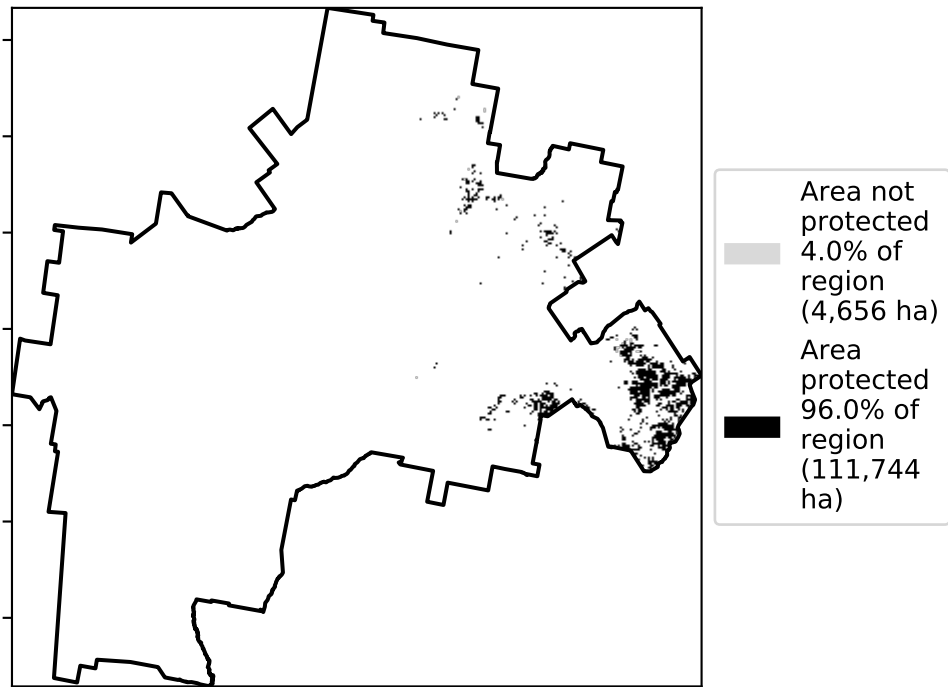 Area not
protected
4.0% of
region
(4,656 ha)
Area
protected
96.0% of
region
(111,744
ha)